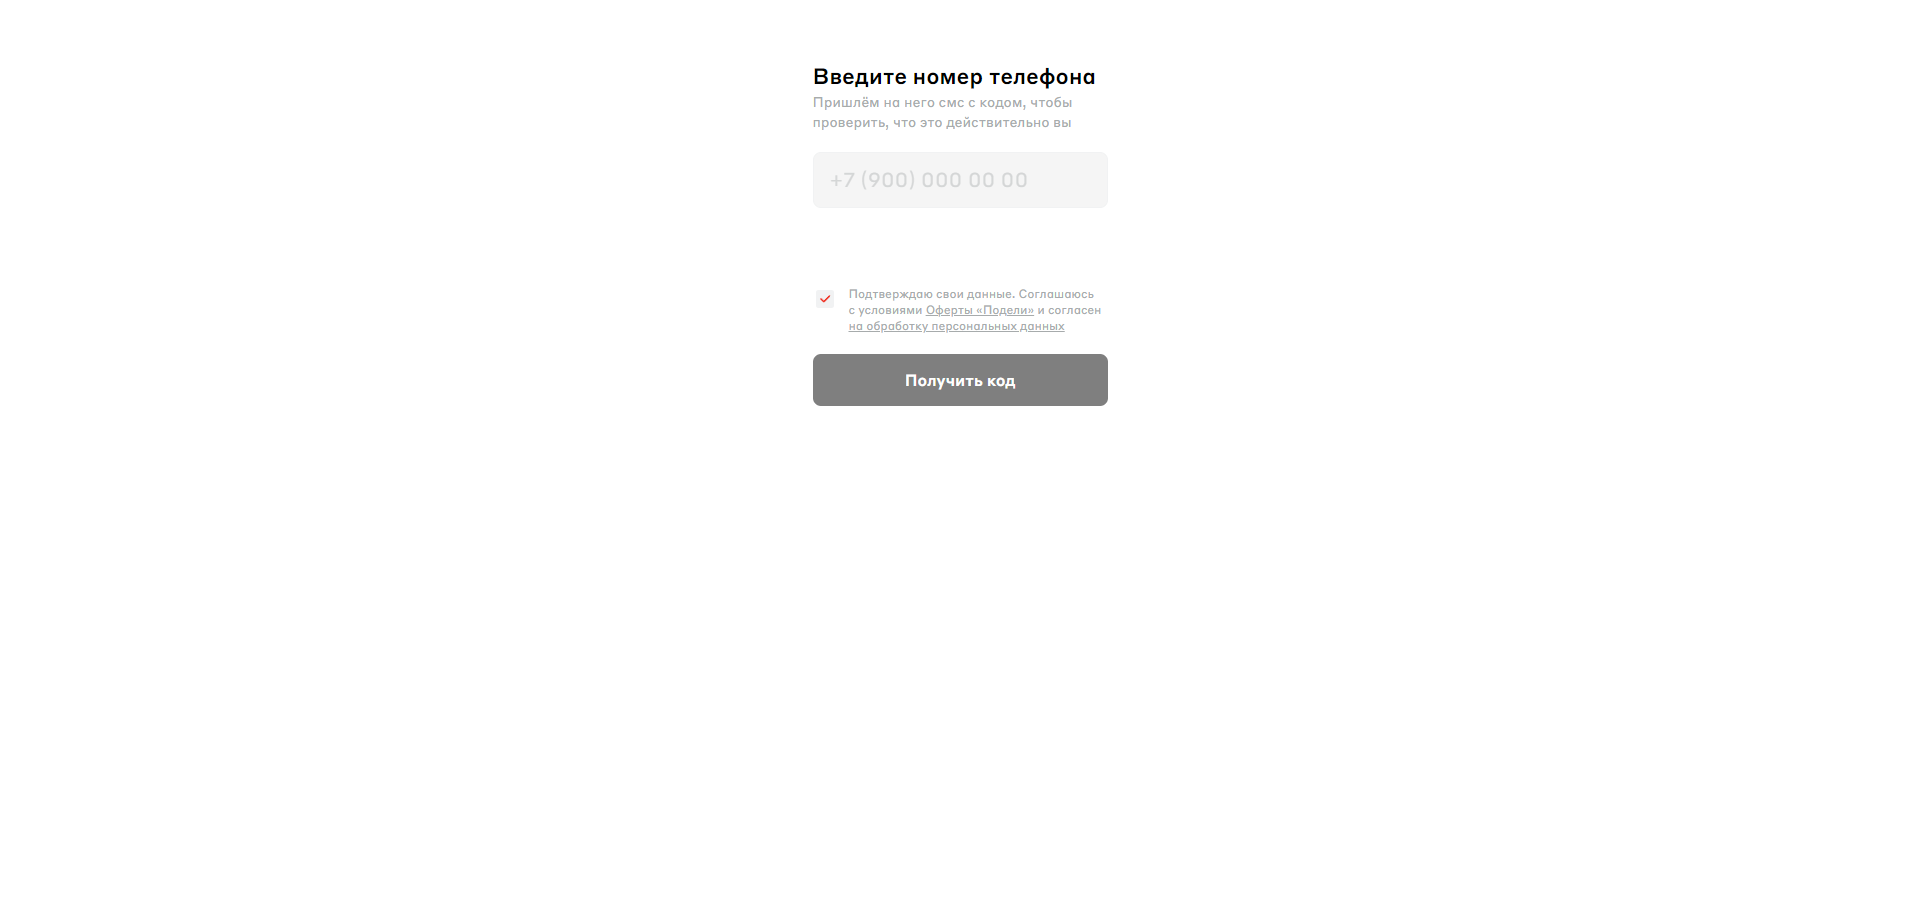 Введите номер телефона
Пришлём на него смс с кодом, чтобы
проверить, что это действительно вы
+7 (900) 000 00 00
Подтверждаю свои данные. Соглашаюсь
с условиями Оферты «Подели» и согласен
на обработку персональных данных
Получить код